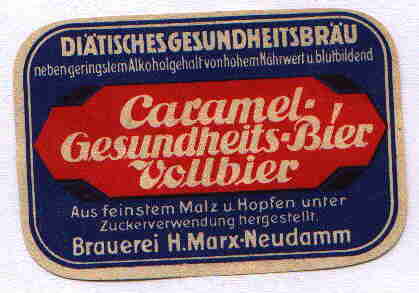 DIÄTISCHES GESUNDHEITSBRÄU
neben geringstem Alkoholgehalt von hohem Nährwert u. blutbildend
Caramel-
Gesundheits-Bier
Vollbier
Aus feinstem Malz u. Hopfen unter
Zuckerverwendung hergestellt.
Brauerei H. Marx-Neudamm